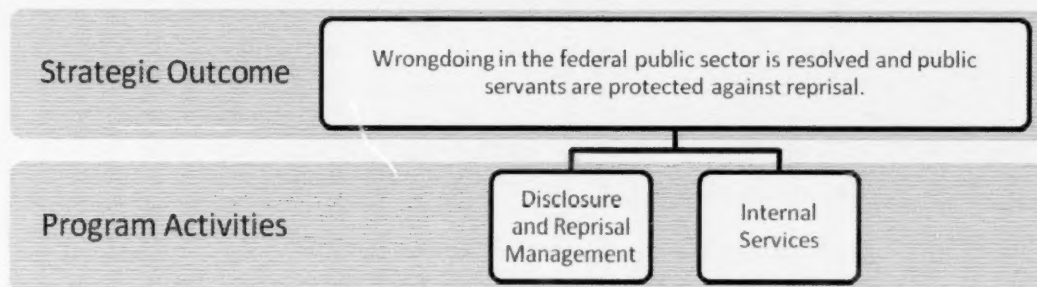 Strategic Outcome
Wrongdoing in the federal public sector is resolved and public
servants are protected against reprisal.
Program Activities
Disclosure
and Reprisal
Management
Internal
Services